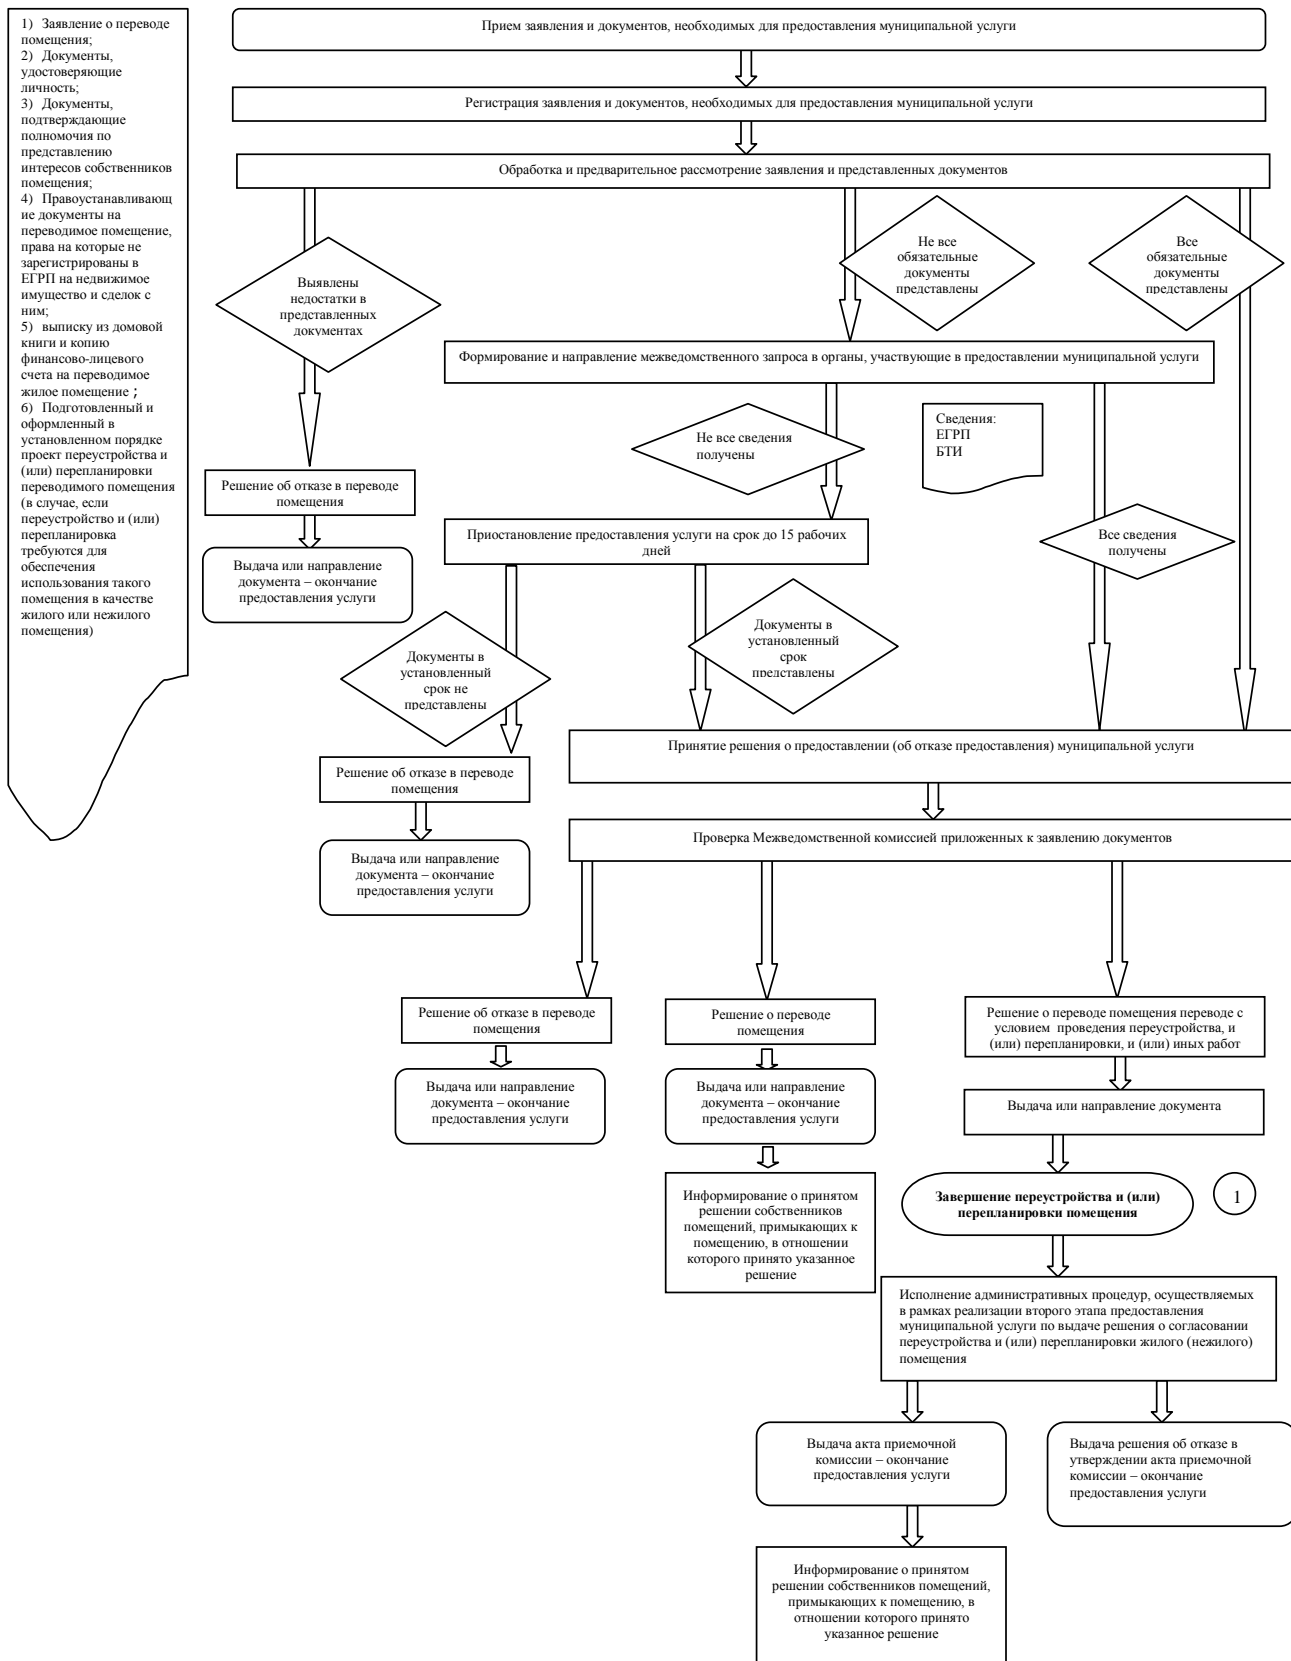 1) Заявление о переводе
помещения;
2) Документы,
удостоверяющие
личность;
3) Документы,
подтверждающие
полномочия по
представлению
интересов собственников
помещения;
4) Правоустанавливающ
ие документы на
переводимое помещение,
права на которые не
зарегистрированы в
ЕГРП на недвижимое
имущество и сделок с
ним;
5) выписку из домовой
книги и копию
финансово-лицевого
счета на переводимое
жилое помещение ;
6) Подготовленный и
оформленный в
установленном порядке
проект переустройства и
(или) перепланировки
переводимого помещения
(в случае, если
переустройство и (или)
перепланировка
требуются для
обеспечения
использования такого
помещения в качестве
жилого или нежилого
помещения)
Прием заявления и документов, необходимых для предоставления муниципальной услуги
Регистрация заявления и документов, необходимых для предоставления муниципальной услуги
Обработка и предварительное рассмотрение заявления и представленных документов
Выявлены
недостатки в
представленных
документах
Не все
обязательные
документы
представлены
Все
обязательные
документы
представлены
Формирование и направление межведомственного запроса в органы, участвующие в предоставлении муниципальной услуги
Не все сведения
получены
Сведения:
ЕГРП
БТИ
Все сведения
получены
Решение об отказе в переводе
помещения
Выдача или направление
документа – окончание
предоставления услуги
Приостановление предоставления услуги на срок до 15 рабочих
дней
Документы в
установленный
срок не
представлены
Документы в
установленный
срок
представлены
Принятие решения о предоставлении (об отказе предоставления) муниципальной услуги
Решение об отказе в переводе
помещения
Выдача или направление
документа – окончание
предоставления услуги
Проверка Межведомственной комиссией приложенных к заявлению документов
Решение об отказе в переводе
помещения
Выдача или направление
документа – окончание
предоставления услуги
Решение о переводе
помещения
Выдача или направление
документа – окончание
предоставления услуги
Информирование о принятом
решении собственников
помещений, примыкающих к
помещению, в отношении
которого принято указанное
решение
Решение о переводе помещения переводе с
условием проведения переустройства, и
(или) перепланировки, и (или) иных работ
Выдача или направление документа
Завершение переустройства и (или)
перепланировки помещения
1
Исполнение административных процедур, осуществляемых
в рамках реализации второго этапа предоставления
муниципальной услуги по выдаче решения о согласовании
переустройства и (или) перепланировки жилого (нежилого)
помещения
Выдача акта приемочной
комиссии – окончание
предоставления услуги
Выдача решения об отказе в
утверждении акта приемочной
комиссии – окончание
предоставления услуги
Информирование о принятом
решении собственников помещений,
примыкающих к помещению, в
отношении которого принято
указанное решение